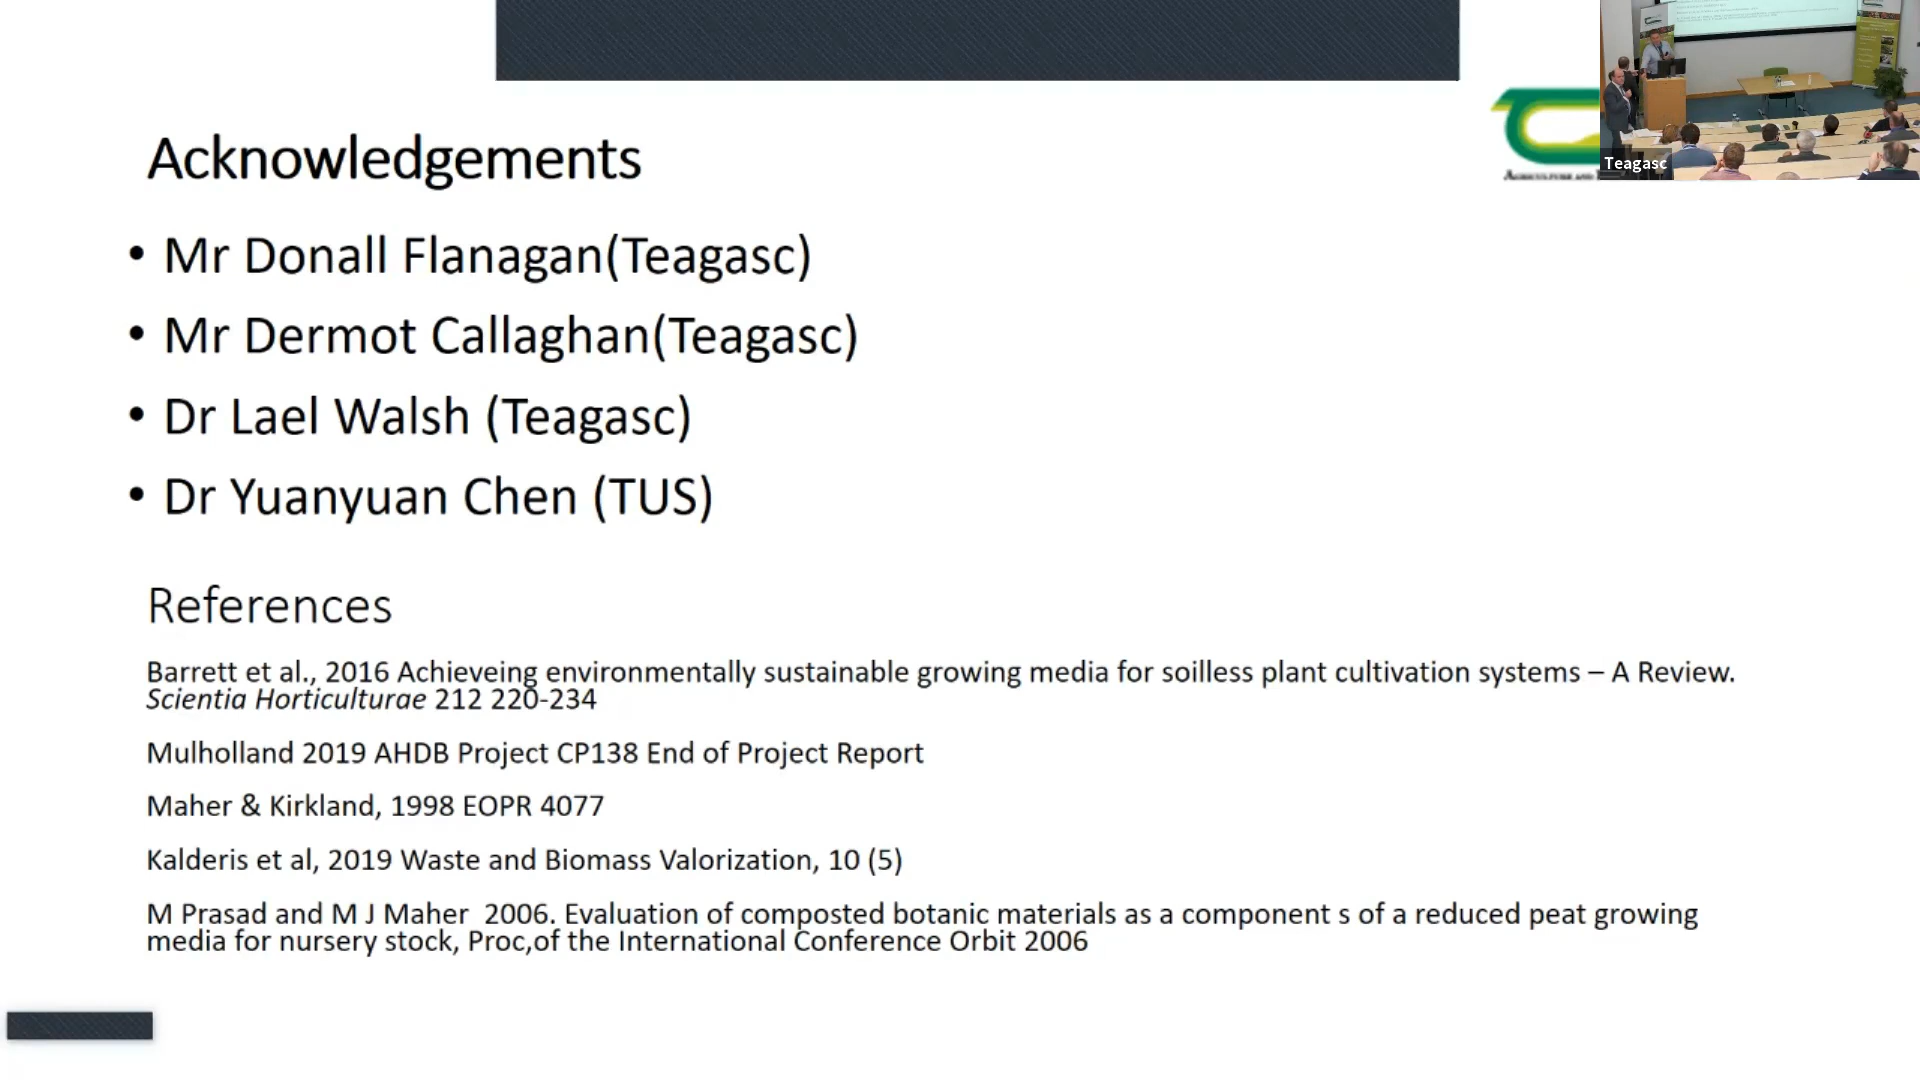 Acknowledgements
• Mr Donall Flanagan(Teagasc)
• Mr Dermot Callaghan(Teagasc)
• Dr Lael Walsh (Teagasc)
• Dr Yuanyuan Chen (TUS)
References
Barrett et al., 2016 Achieveing environmentally sustainable growing media for soilless plant cultivation systems – A Review.
Scientia Horticulturae 212 220-234
Mulholland 2019 AHDB Project CP138 End of Project Report
Maher & Kirkland, 1998 EOPR 4077
Kalderis et al, 2019 Waste and Biomass Valorization, 10 (5)
M Prasad and M J Maher  2006. Evaluation of composted botanic materials as a component s of a reduced peat growing
media for nursery stock, Proc,of the International Conference Orbit 2006
Teagasc